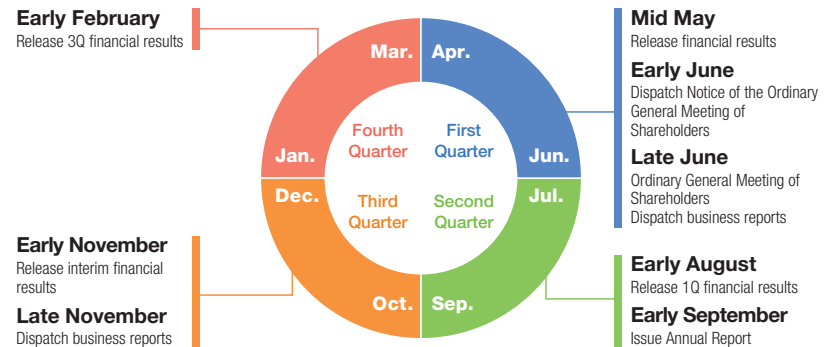 Early February
Release 3Q financial results
Mar.
Apr.
Jan.
Jun.
Dec.
Jul.
Oct.
Sep.
Fourth
Quarter
First
Quarter
Third
Quarter
Second
Quarter
Mid May
Release financial results
Early June
Dispatch Notice of the Ordinary
General Meeting of
Shareholders
Late June
Ordinary General Meeting of
Shareholders
Dispatch business reports
Early November
Release interim financial
results
Late November
Dispatch business reports
Early August
Release 1Q financial results
Early September
Issue Annual Report